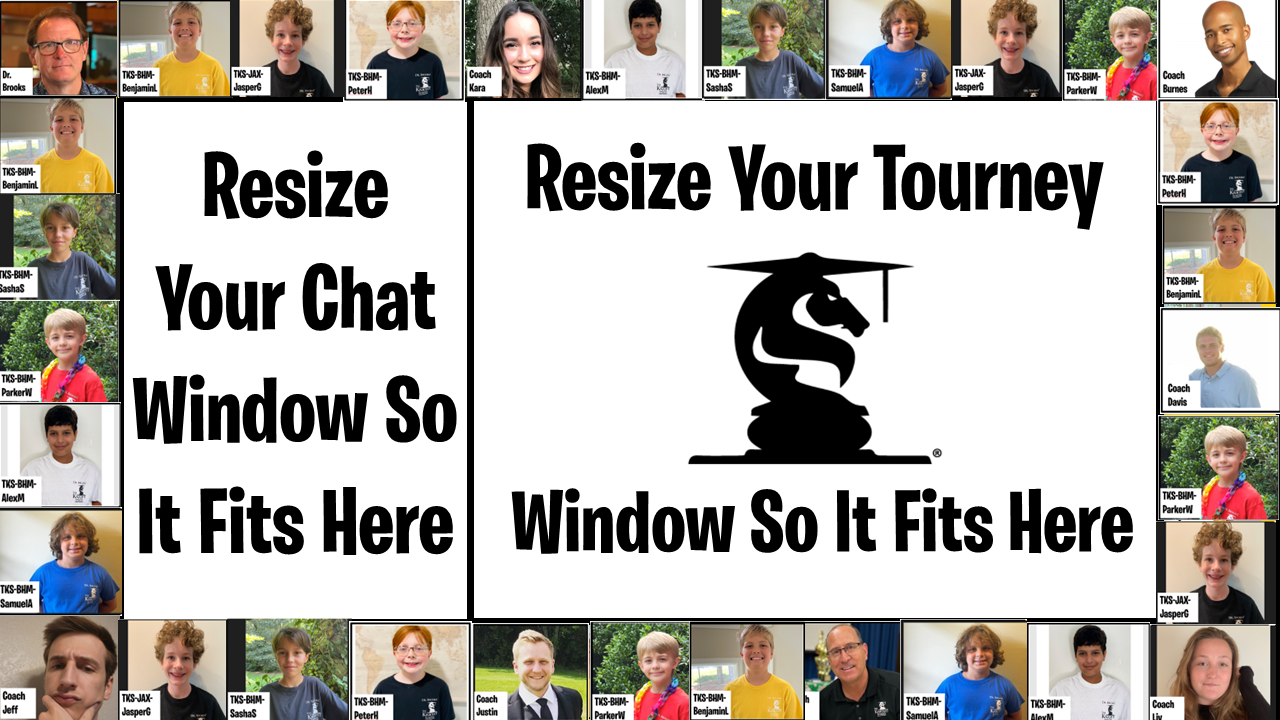 Dr.
Brooks
TKS-BHM-
BenjaminL
TKS-JAX-
JasperG
TKS-BHM-
PeterH
Coach
Kara
TKS-BHM-
AlexM
TKS-BHM-
SashaS
TKS-BHM-
SamuelA
TKS-JAX-
JasperG
TKS-BHM-
ParkerW
Coach
Burnes
TKS-BHM-
BenjaminL
TKS-BHM-
SashaS
TKS-BHM-
ParkerW
TKS-BHM-
AlexM
TKS-BHM-
SamuelA
Resize
Your Chat
Window So
It Fits Here
Resize Your Tourney
®
Window So It Fits Here
TKS-BHM-
PeterH
TKS-BHM-
BenjaminL
Coach
Davis
TKS-BHM-
ParkerW
TKS-JAX-
JasperG
Coach
Jeff
TKS-JAX-
JasperG
TKS-BHM-
SashaS
TKS-BHM-
PeterH
Coach
Justin
TKS-BHM-
ParkerW
TKS-BHM-
BenjaminL
TKS-BHM-
SamuelA
TKS-BHM-
AlexM
Coach